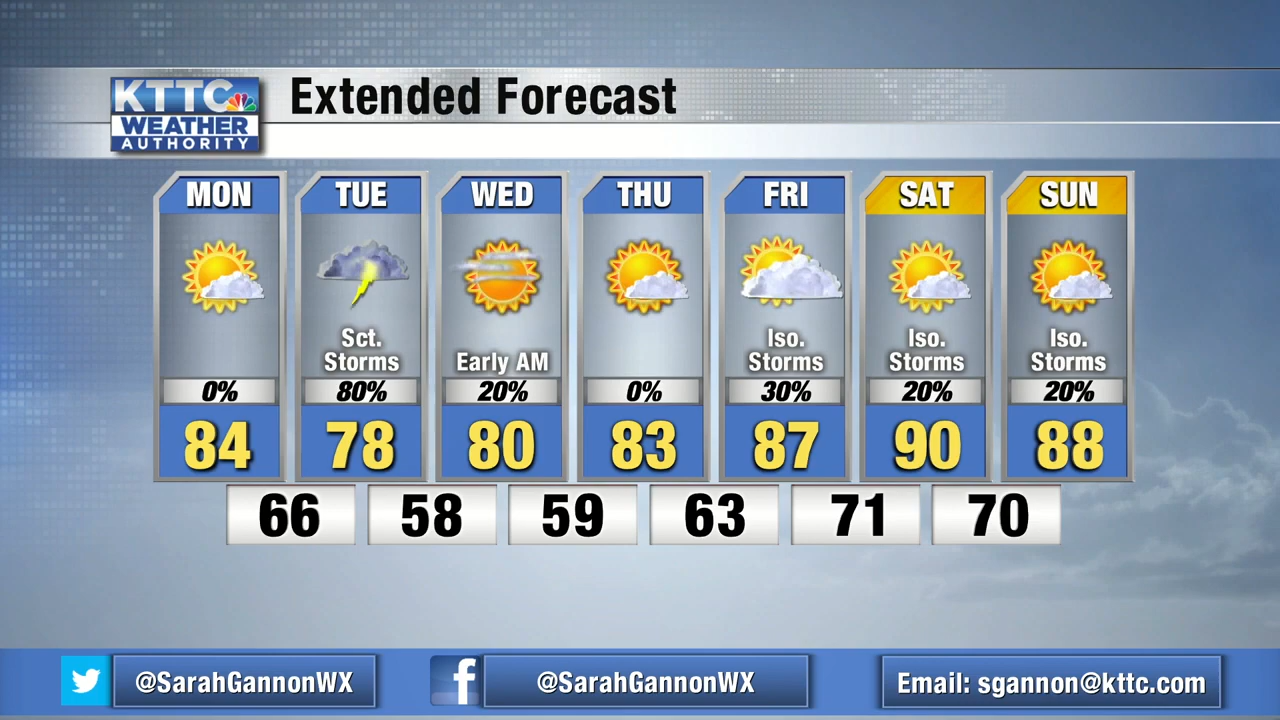 KTTC
WEATHER
AUTHORITY
Extended Forecast
MON TUE WED THU FRI SAT SUN
Sct. Storms Early AM Iso. Storms Iso. Storms Iso. Storms
0% 80% 20% 0% 30% 20% 20%
84 78 80 83 87 90 88
66 58 59 63 71 70
@SarahGannonWX @SarahGannonWX Email: sgannon@kttc.com